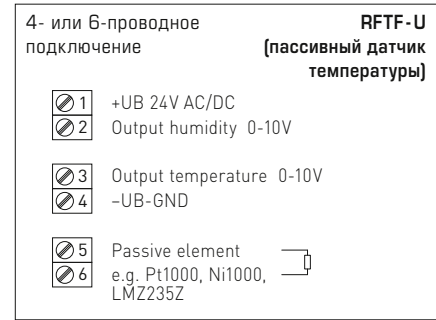 4- или 6-проводное
подключение
RFTF-U
(пассивный датчик
температуры)
1 +UB 24V AC/DC
2 Output humidity 0-10V
3 Output temperature 0-10V
4 –UB-GND
5 Passive element
6 e.g. Pt1000, Ni1000,
LMZ235Z